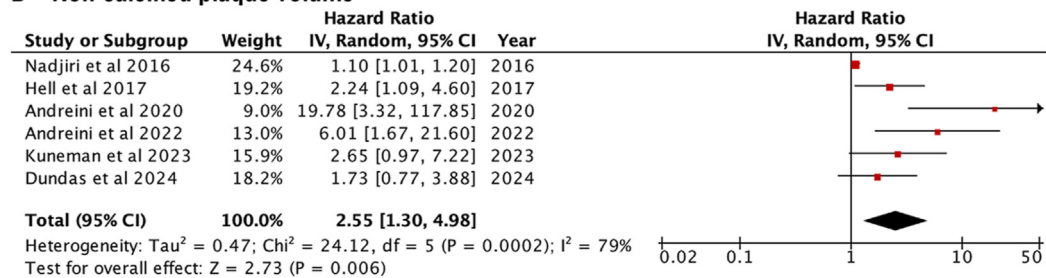 Hazard Ratio Hazard Ratio
Study or Subgroup Weight IV, Random, 95% CI Year IV, Random, 95% CI
Nadjiri et al 2016 24.6% 1.10 [1.01, 1.20] 2016
Hell et al 2017 19.2% 2.24 [1.09, 4.60] 2017
Andreini et al 2020 9.0% 19.78 [3.32, 117.85] 2020
Andreini et al 2022 13.0% 6.01 [1.67, 21.60] 2022
Kuneman et al 2023 15.9% 2.65 [0.97, 7.22] 2023
Dundas et al 2024 18.2% 1.73 [0.77, 3.88] 2024
Total (95% CI) 100.0% 2.55 [1.30, 4.98]
Heterogeneity: Tau² = 0.47; Chi² = 24.12, df = 5 (P = 0.0002); I² = 79%
Test for overall effect: Z = 2.73 (P = 0.006)
0.02 0.1 1 10 50